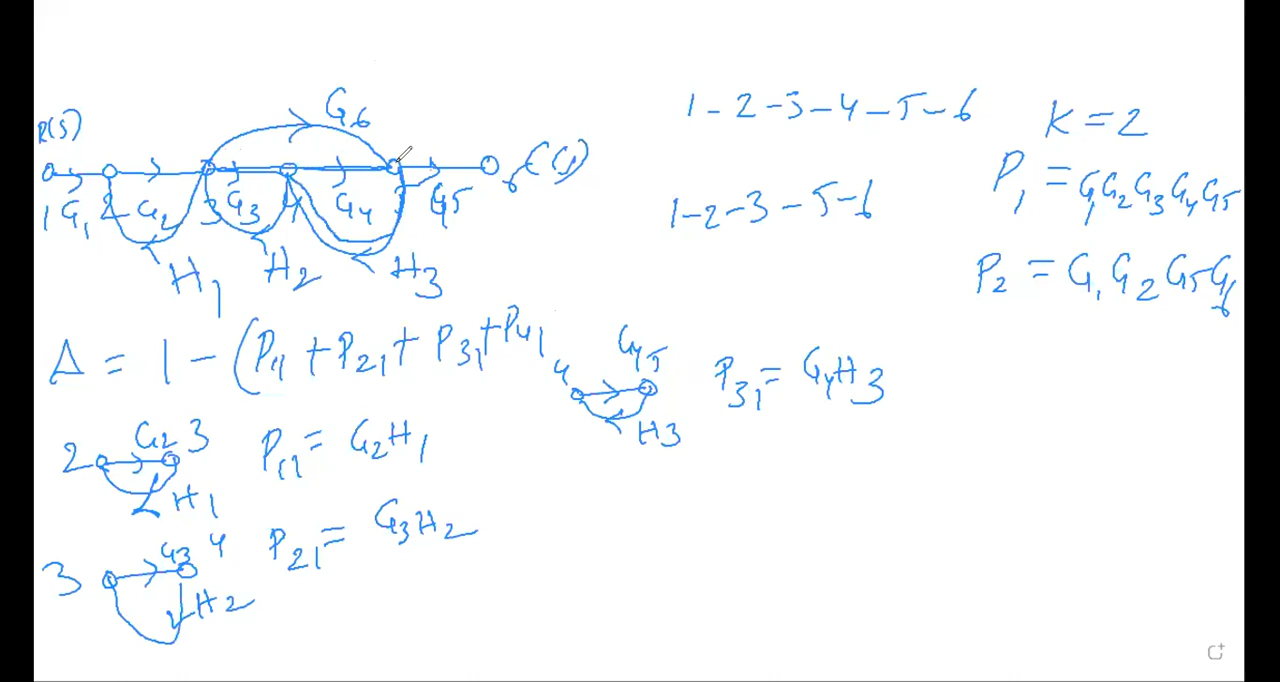 G6
R(S)
C(S)
1 G1 2 G2 3 G3 4 G4 5 G5 6
H1 H2 H3
1 - 2 - 3 - 4 - 5 - 6
1 - 2 - 3 - 5 - 6
K = 2
P1 = G1G2G3G4G5
P2 = G1G2G5G6
Δ = 1 - (P11 + P21 + P31 + P41
4 G4 5
H3
P31 = G4H3
2 G2 3
H1
P11 = G2H1
3 G3 4
H2
P21 = G3H2